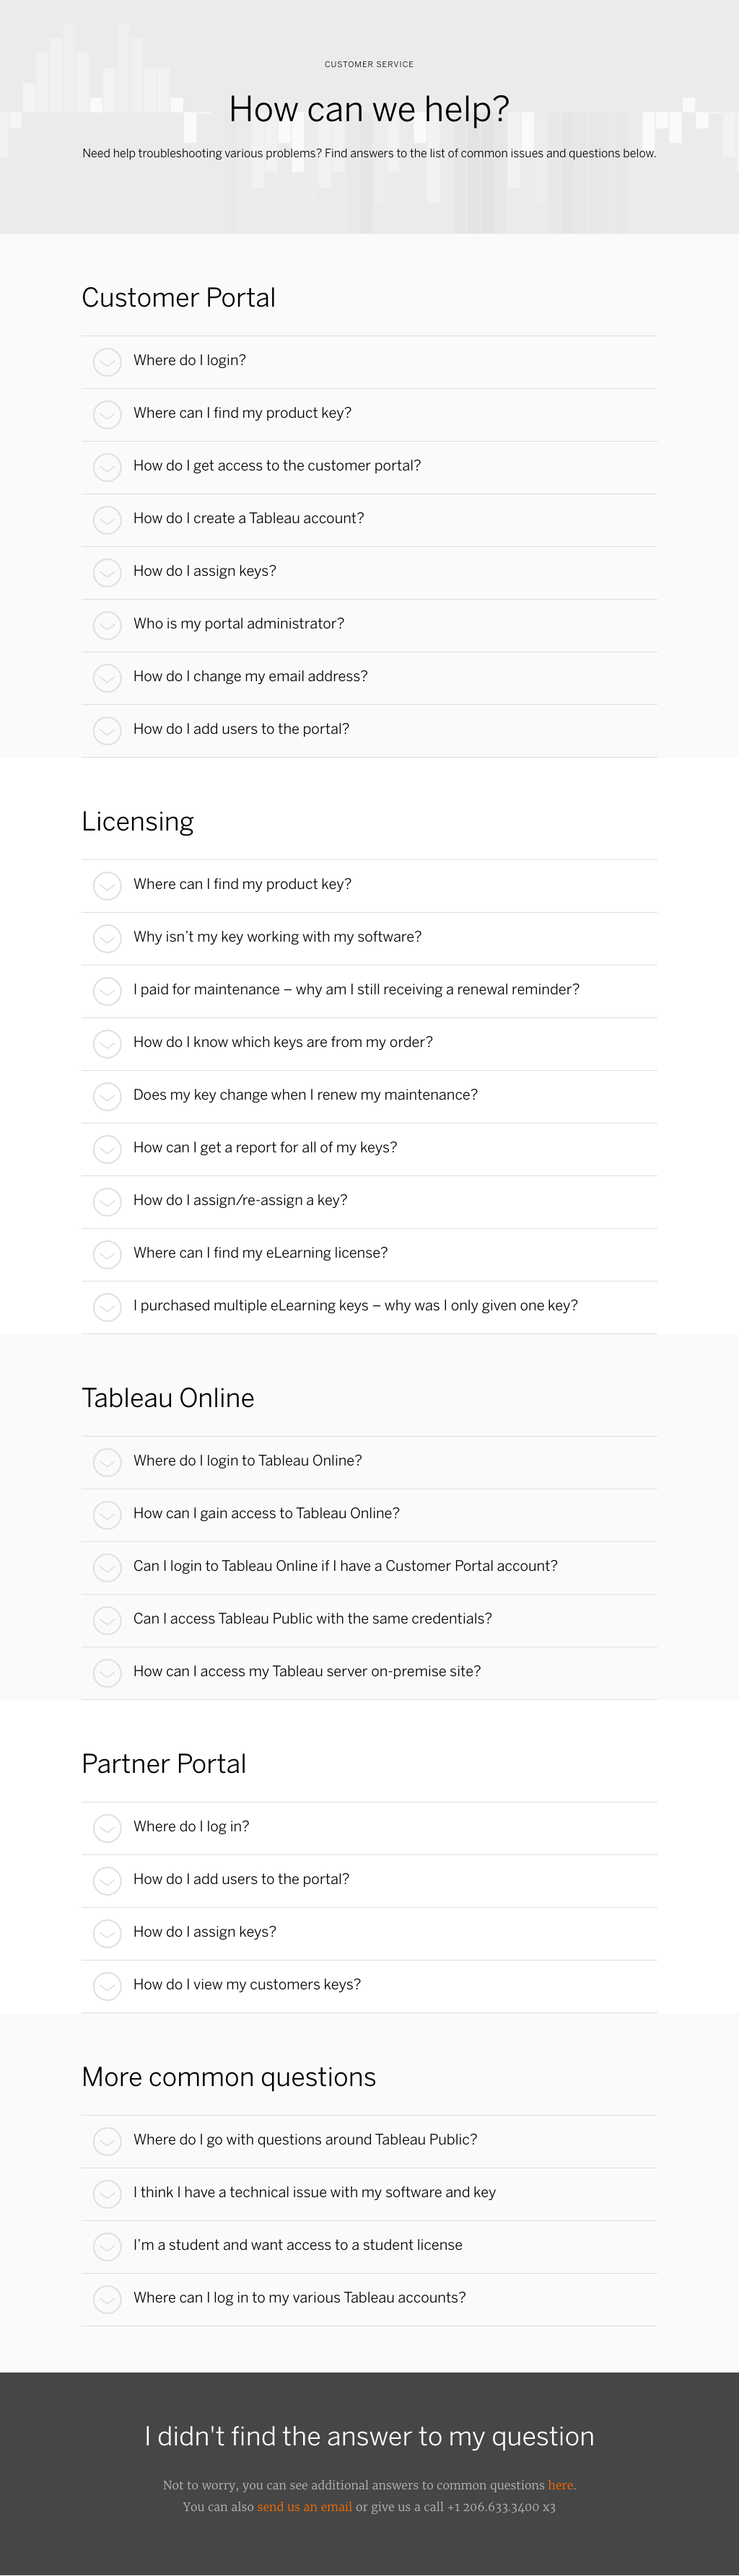 CUSTOMER SERVICE
How can we help?
Need help troubleshooting various problems? Find answers to the list of common issues and questions below.
Customer Portal
Where do I login?
Where can I find my product key?
How do I get access to the customer portal?
How do I create a Tableau account?
How do I assign keys?
Who is my portal administrator?
How do I change my email address?
How do I add users to the portal?
Licensing
Where can I find my product key?
Why isn’t my key working with my software?
I paid for maintenance – why am I still receiving a renewal reminder?
How do I know which keys are from my order?
Does my key change when I renew my maintenance?
How can I get a report for all of my keys?
How do I assign/re-assign a key?
Where can I find my eLearning license?
I purchased multiple eLearning keys – why was I only given one key?
Tableau Online
Where do I login to Tableau Online?
How can I gain access to Tableau Online?
Can I login to Tableau Online if I have a Customer Portal account?
Can I access Tableau Public with the same credentials?
How can I access my Tableau server on-premise site?
Partner Portal
Where do I log in?
How do I add users to the portal?
How do I assign keys?
How do I view my customers keys?
More common questions
Where do I go with questions around Tableau Public?
I think I have a technical issue with my software and key
I’m a student and want access to a student license
Where can I log in to my various Tableau accounts?
I didn't find the answer to my question
Not to worry, you can see additional answers to common questions here.
You can also send us an email or give us a call +1 206.633.3400 x3